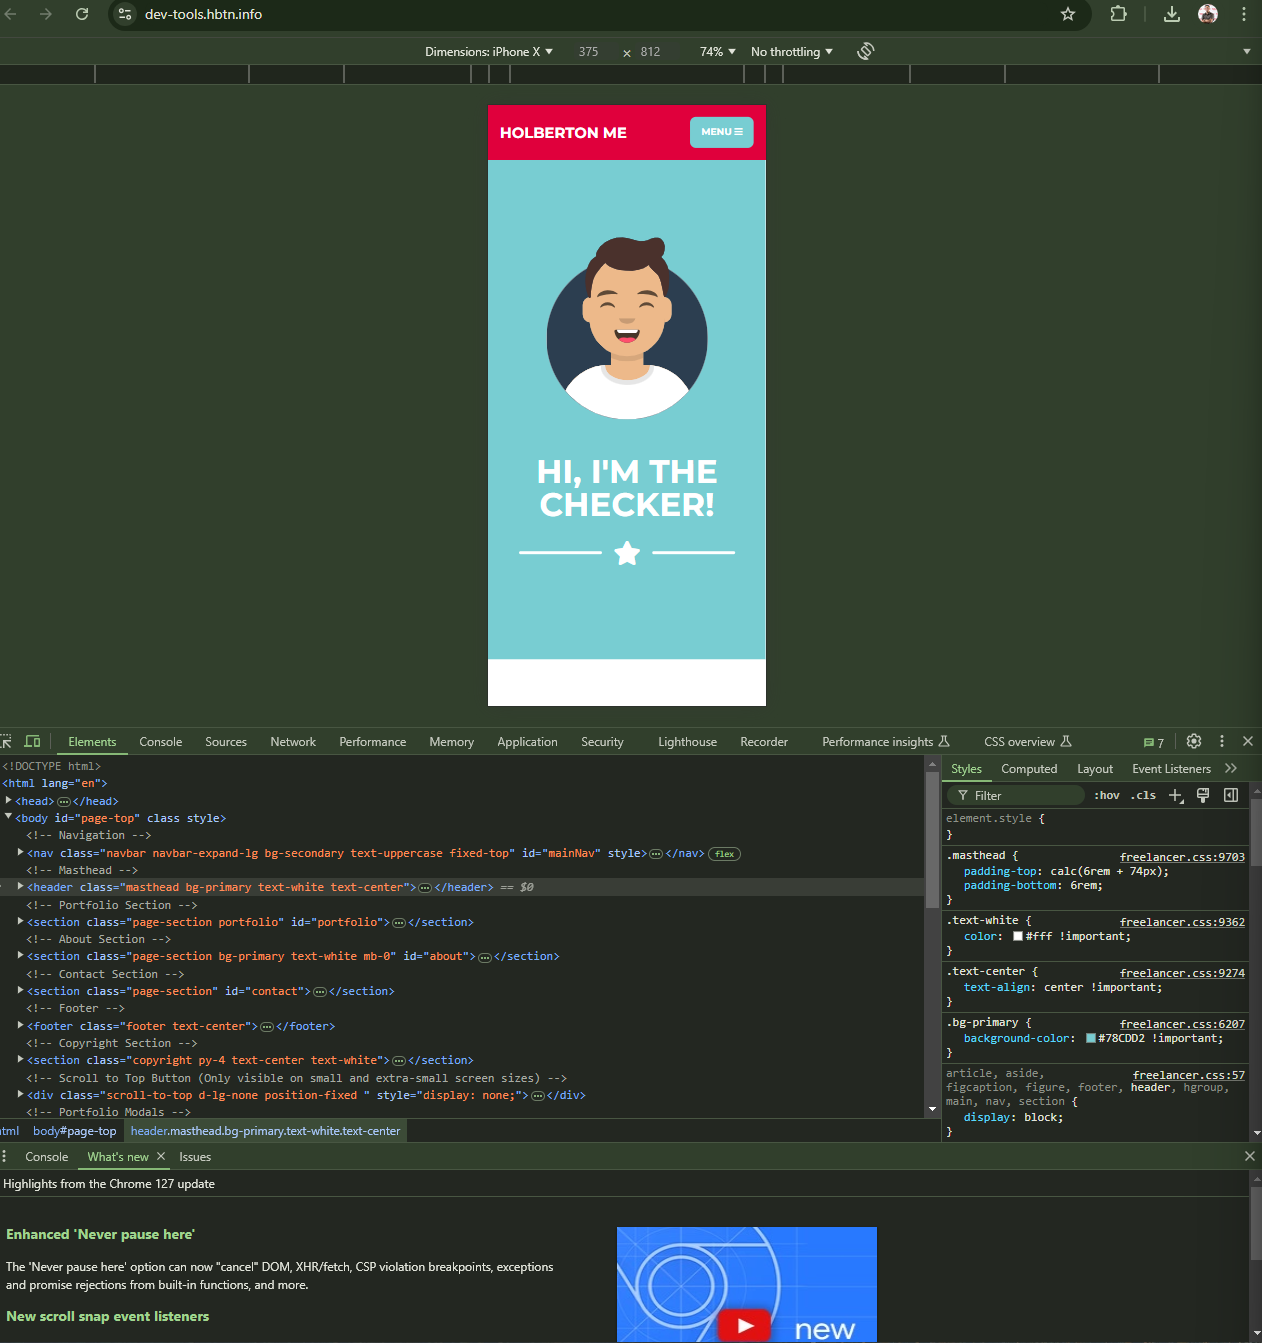 dev-tools.hbtn.info
Dimensions: iPhone X 375 × 812 74% No throttling
HOLBERTON ME
MENU
HI, I'M THE
CHECKER!
Elements Console Sources Network Performance Memory Application Security Lighthouse Recorder Performance insights CSS overview 7
<!DOCTYPE html>
<html lang="en">
<head>…</head>
<body id="page-top" class style>
<!-- Navigation -->
<nav class="navbar navbar-expand-lg bg-secondary text-uppercase fixed-top" id="mainNav" style>…</nav> flex
<!-- Masthead -->
<header class="masthead bg-primary text-white text-center">…</header> == $0
<!-- Portfolio Section -->
<section class="page-section portfolio" id="portfolio">…</section>
<!-- About Section -->
<section class="page-section bg-primary text-white mb-0" id="about">…</section>
<!-- Contact Section -->
<section class="page-section" id="contact">…</section>
<!-- Footer -->
<footer class="footer text-center">…</footer>
<!-- Copyright Section -->
<section class="copyright py-4 text-center text-white">…</section>
<!-- Scroll to Top Button (Only visible on small and extra-small screen sizes) -->
<div class="scroll-to-top d-lg-none position-fixed " style="display: none;">…</div>
<!-- Portfolio Modals -->
tml body#page-top header.masthead.bg-primary.text-white.text-center
Styles Computed Layout Event Listeners
Filter :hov .cls
element.style {
}
.masthead { freelancer.css:9703
padding-top: calc(6rem + 74px);
padding-bottom: 6rem;
}
.text-white { freelancer.css:9362
color: #fff !important;
}
.text-center { freelancer.css:9274
text-align: center !important;
}
.bg-primary { freelancer.css:6207
background-color: #78CDD2 !important;
}
article, aside, freelancer.css:57
figcaption, figure, footer, header, hgroup,
main, nav, section {
display: block;
}
Console What's new Issues
Highlights from the Chrome 127 update
Enhanced 'Never pause here'
The 'Never pause here' option can now "cancel" DOM, XHR/fetch, CSP violation breakpoints, exceptions
and promise rejections from built-in functions, and more.
New scroll snap event listeners
new